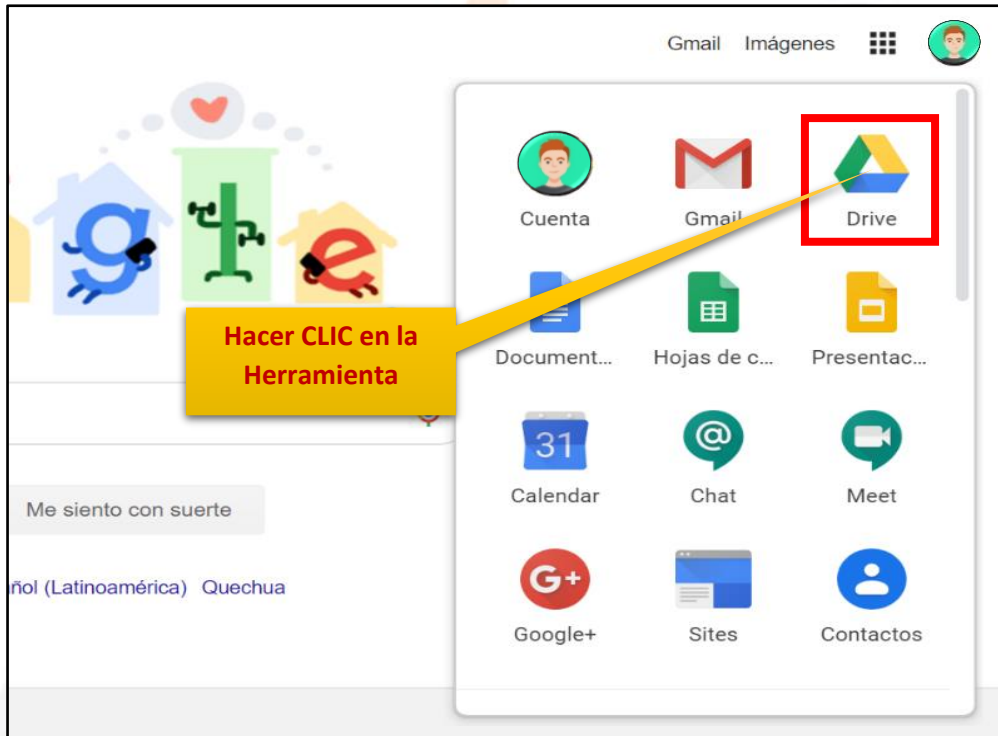 Gmail Imágenes
Cuenta Gmail Drive
Hacer CLIC en la
Herramienta
Document... Hojas de c... Presentac...
31
Calendar Chat Meet
Me siento con suerte
ñol (Latinoamérica) Quechua
G+
Google+ Sites Contactos